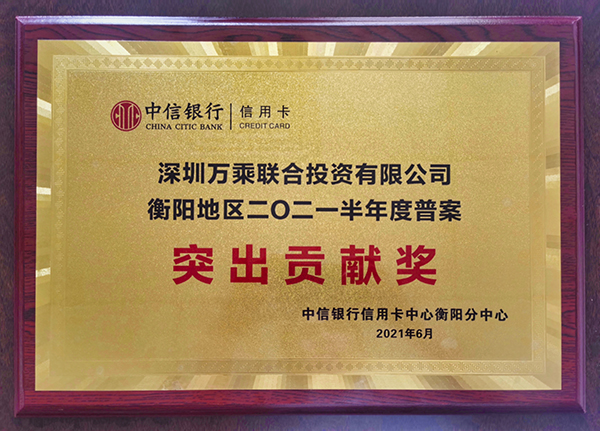 中信银行 信用卡
CHINA CITIC BANK CREDIT CARD
深圳万乘联合投资有限公司
衡阳地区二〇二一半年度普案
突出贡献奖
中信银行信用卡中心衡阳分中心
2021年6月